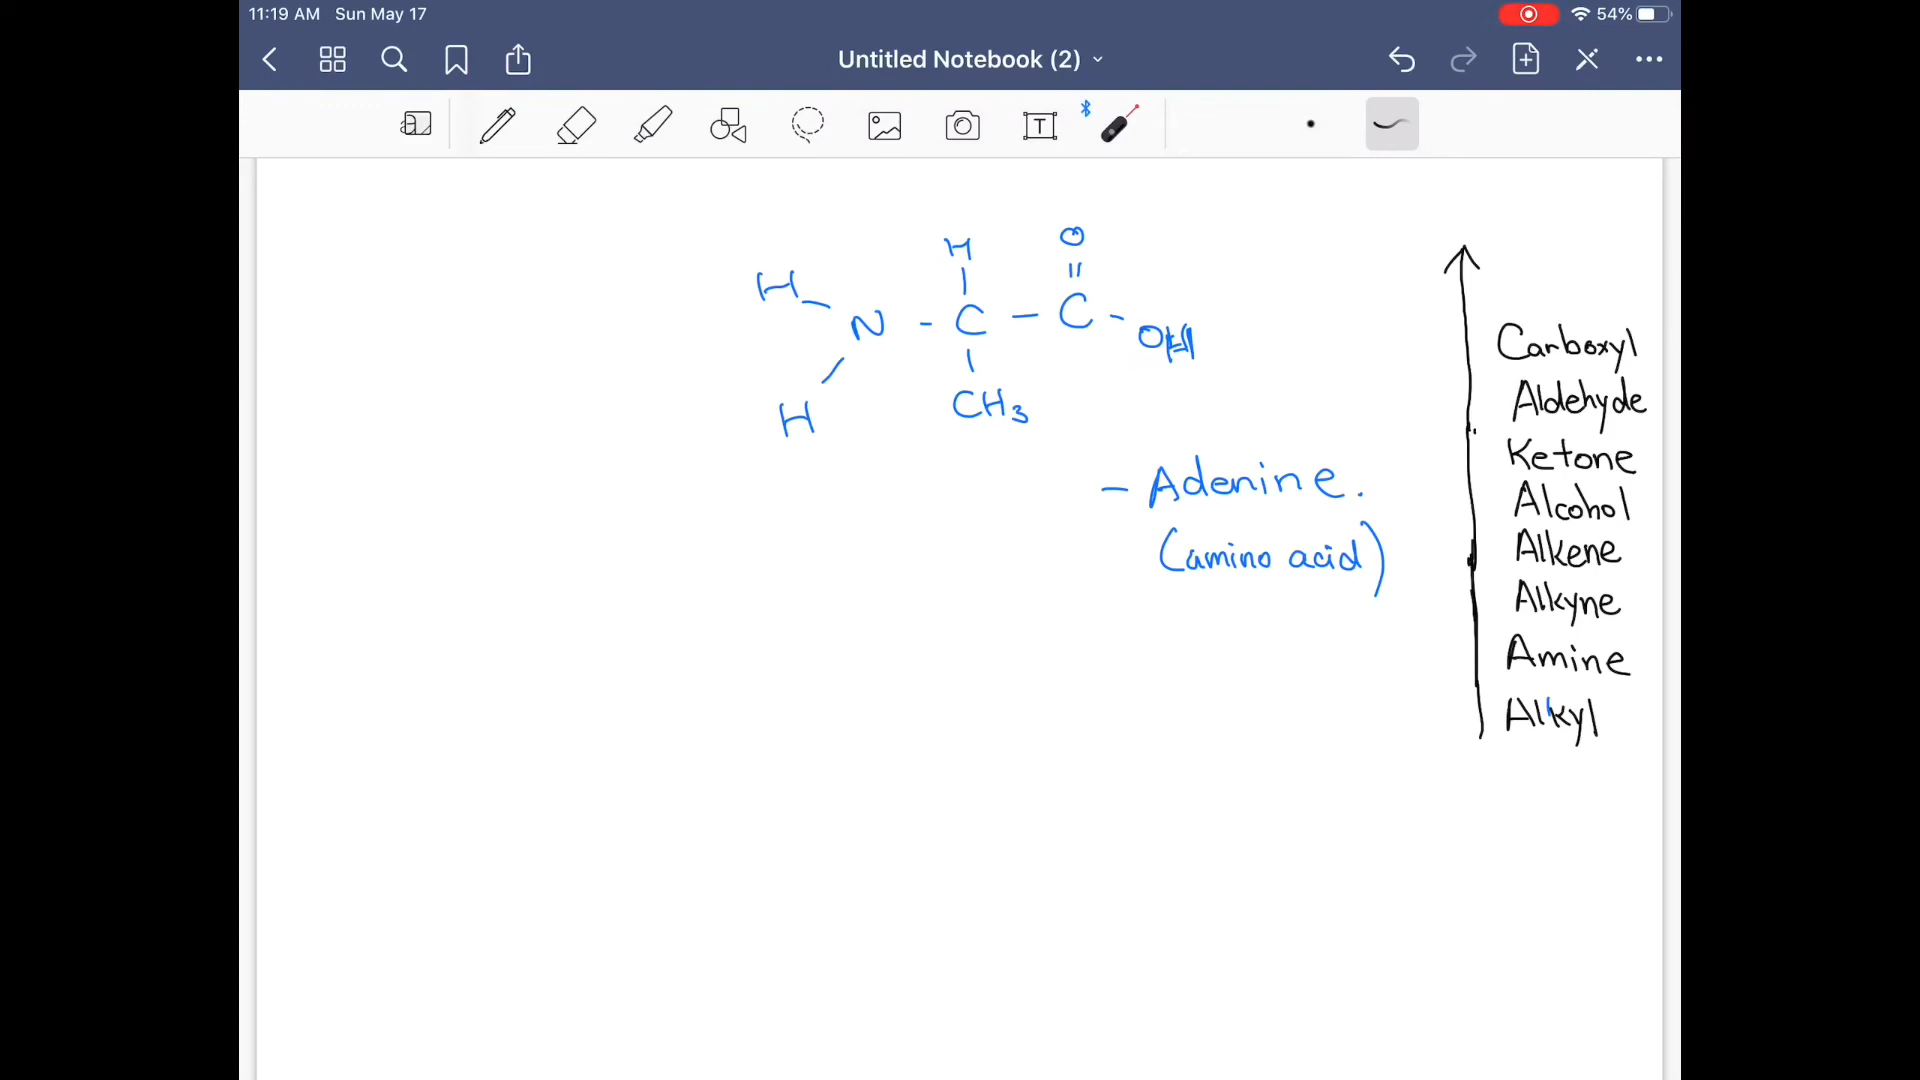 11:19 AM Sun May 17
54%
Untitled Notebook (2)
a
T
H
O
H
N - C - C - OH
H
CH3
- Adenine.
(amino acid)
Carboxyl
Aldehyde
Ketone
Alcohol
Alkene
Alkyne
Amine
Alkyl